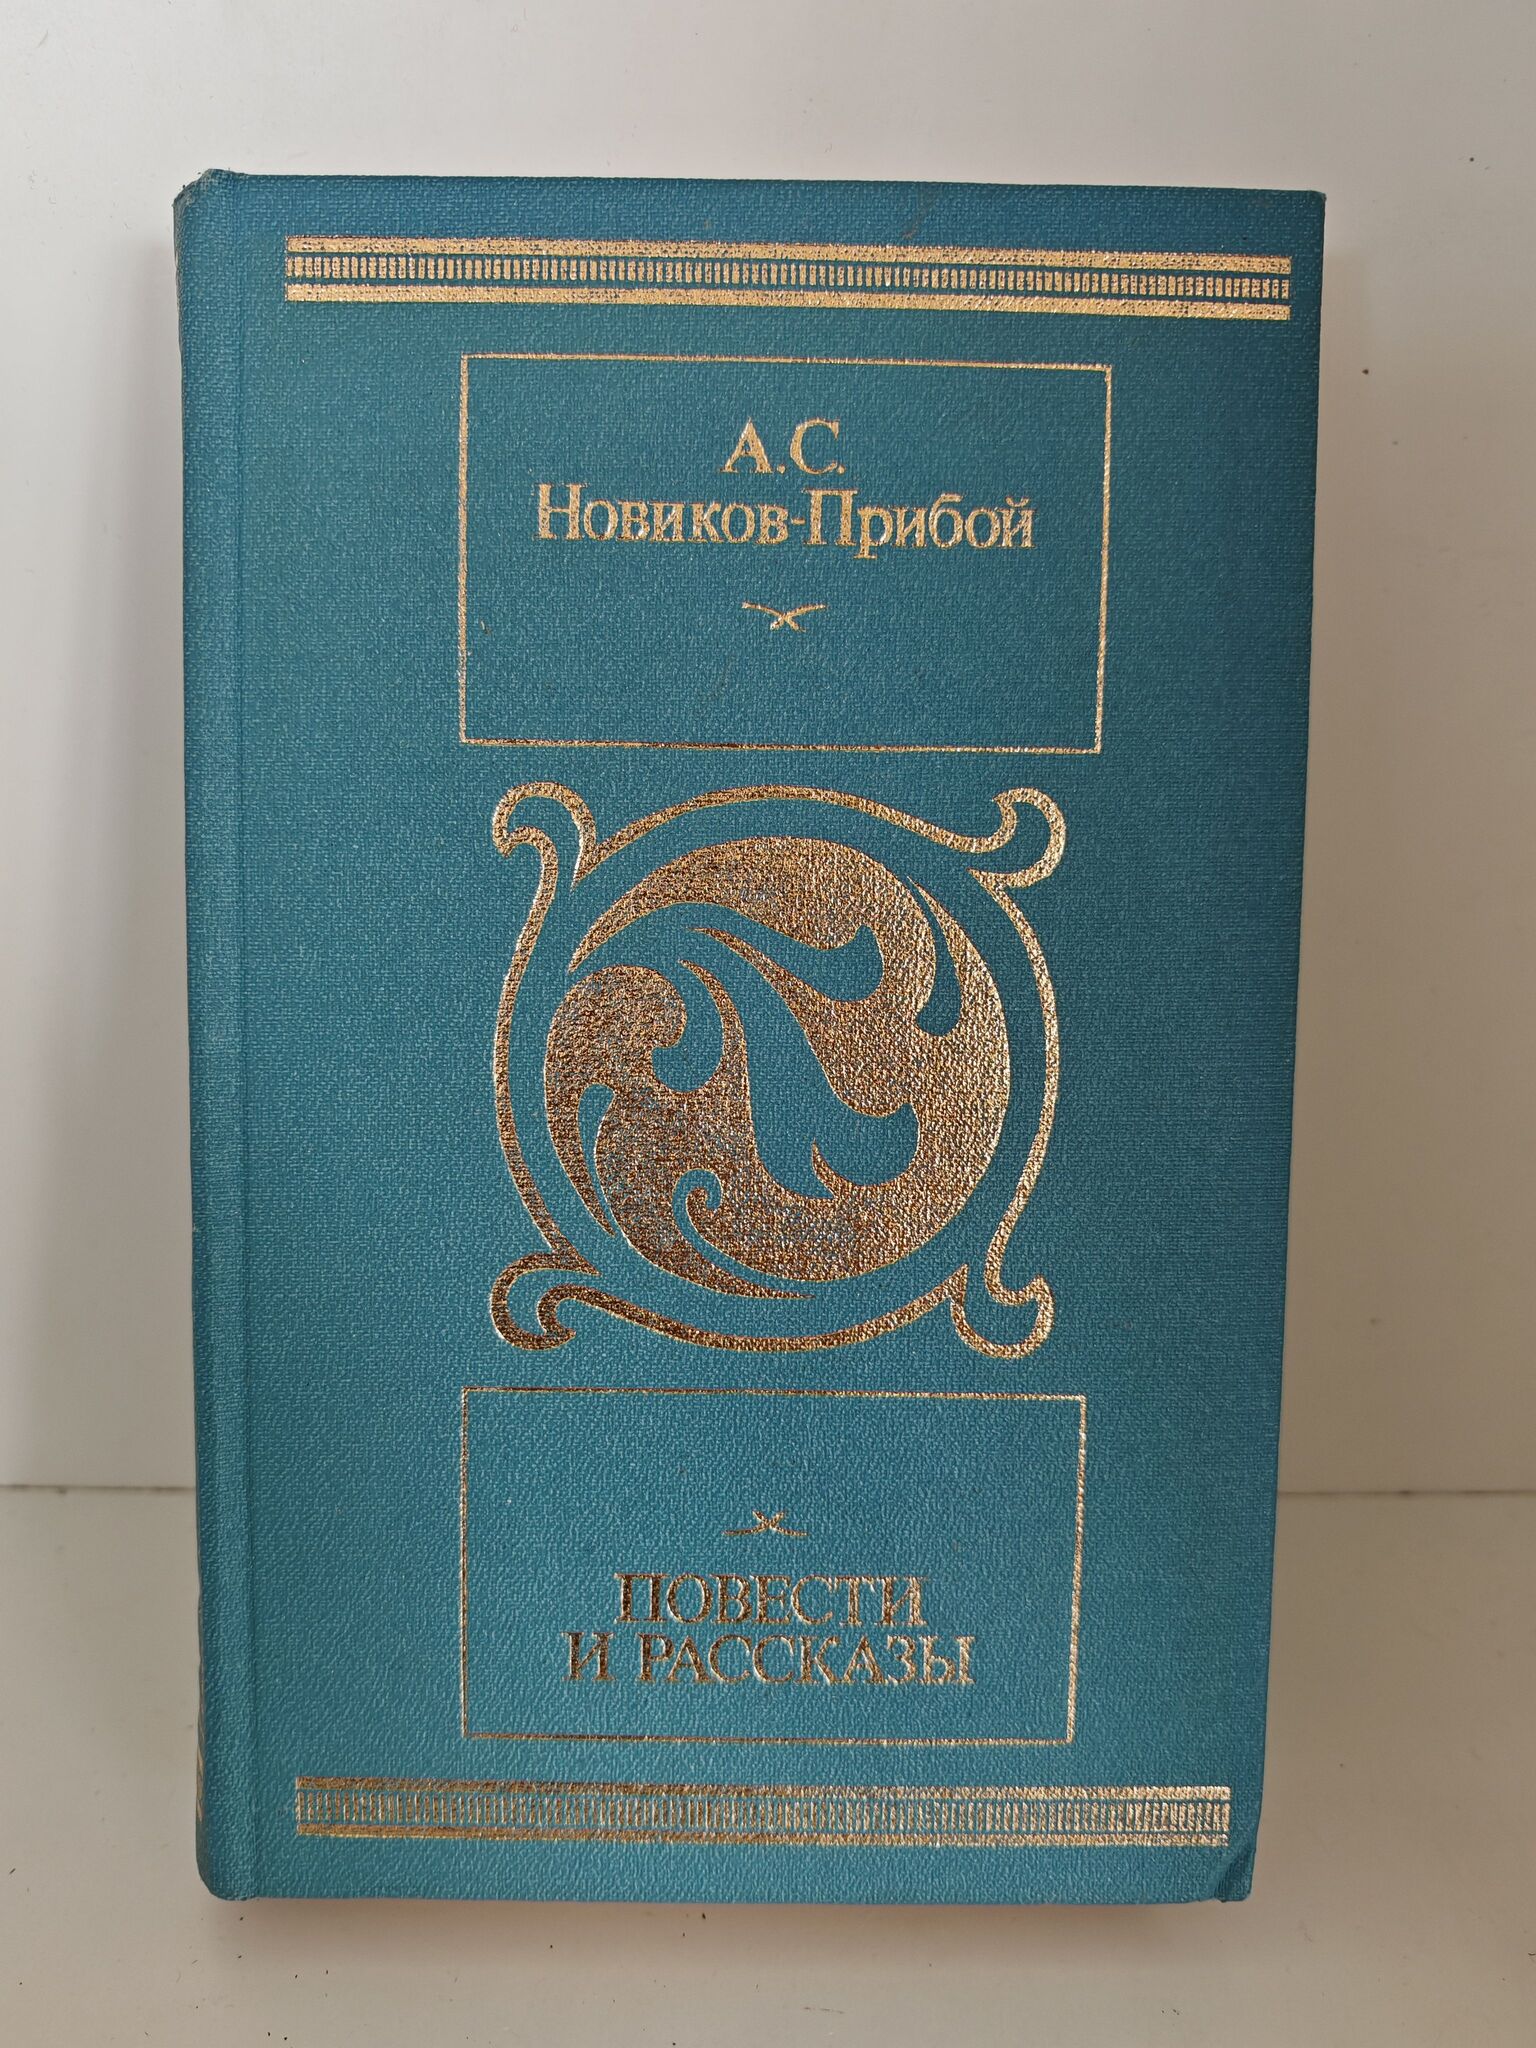 А.С.
Новиков-Прибой
ПОВЕСТИ
И РАССКАЗЫ